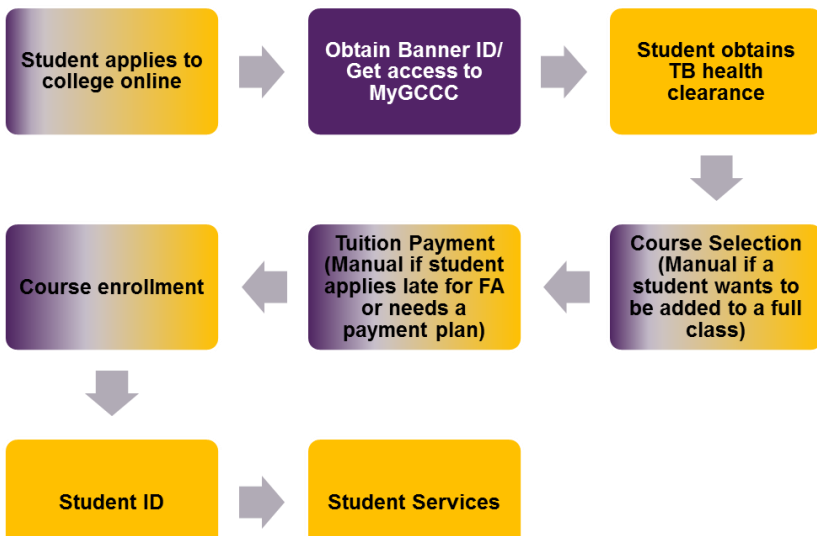 Student applies to
college online
Obtain Banner ID/
Get access to
MyGCCC
Student obtains
TB health
clearance
Course Selection
(Manual if a
student wants to
be added to a full
class)
Tuition Payment
(Manual if student
applies late for FA
or needs a
payment plan)
Course enrollment
Student ID
Student Services